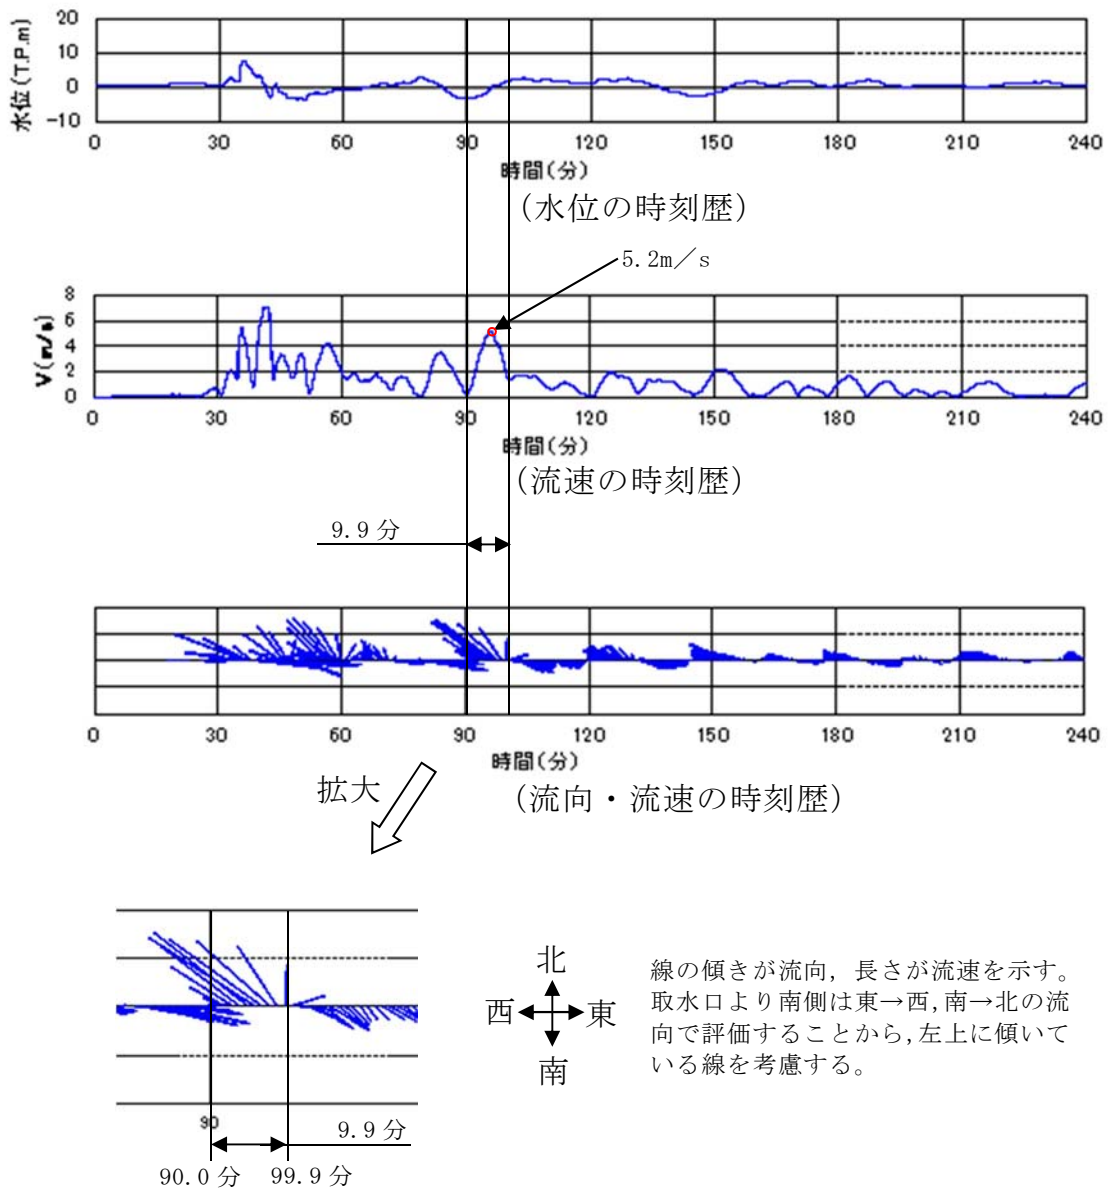 水位(T.P.m)
20
10
0
-10
0 30 60 90 120 150 180 210 240
時間(分)
(水位の時刻歴)
5.2m/s
V(m/s)
8
6
4
2
0
0 30 60 90 120 150 180 210 240
時間(分)
(流速の時刻歴)
9.9分
0 30 60 90 120 150 180 210 240
時間(分)
(流向・流速の時刻歴)
拡大
90
9.9分
90.0分 99.9分
北
西 東
南
線の傾きが流向，長さが流速を示す。
取水口より南側は東→西,南→北の流
向で評価することから,左上に傾いて
いる線を考慮する。